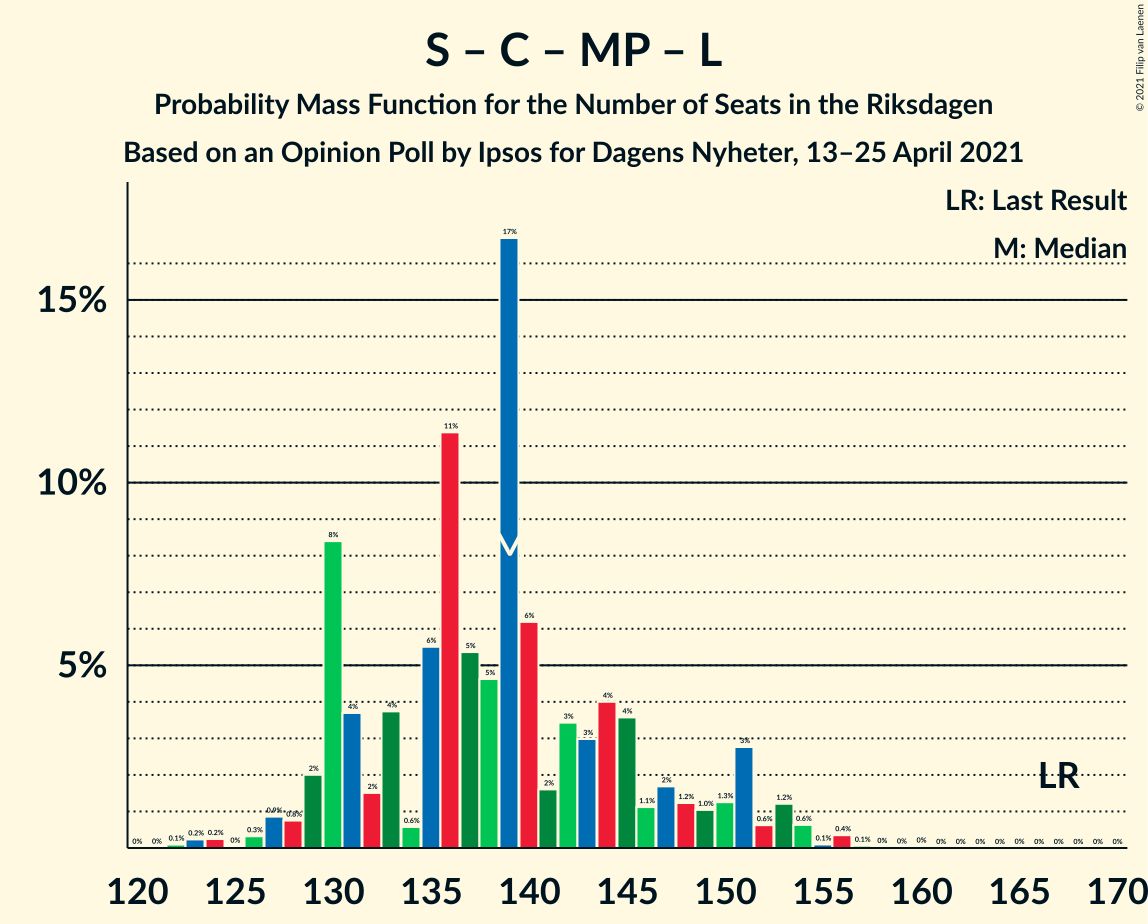 S – C – MP – L
Probability Mass Function for the Number of Seats in the Riksdagen
Based on an Opinion Poll by Ipsos for Dagens Nyheter, 13–25 April 2021
© 2021 Filip van Laenen
LR: Last Result
M: Median
15%
10%
5%
0% 0% 0.1% 0.2% 0.2% 0% 0.3% 0.9% 0.8% 2% 8% 4% 2% 4% 0.6% 6% 11% 5% 5% 17% 6% 2% 3% 3% 4% 4% 1.1% 2% 1.2% 1.0% 1.3% 3% 0.6% 1.2% 0.6% 0.1% 0.4% 0.1% 0% 0% 0% 0% 0% 0% 0% 0% 0% 0% 0% 0% 0%
M
LR
120 125 130 135 140 145 150 155 160 165 170